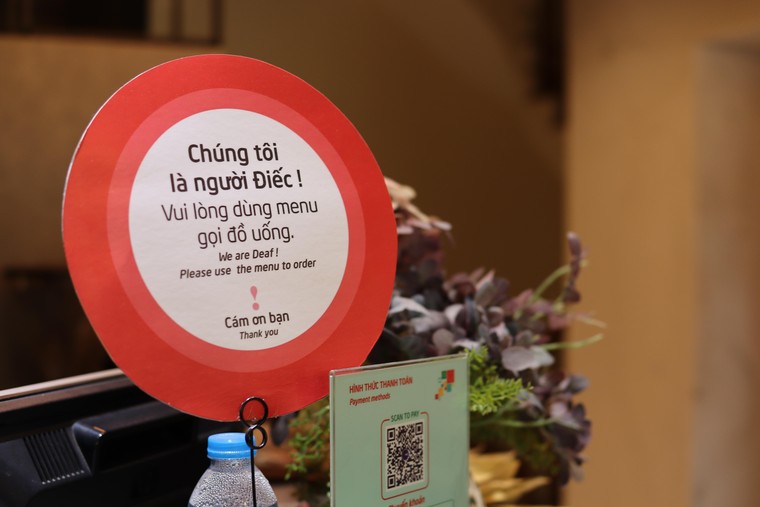 Chúng tôi
là người Điếc !
Vui lòng dùng menu
gọi đồ uống.
We are Deaf !
Please use the menu to order
!
Cám ơn bạn
Thank you
HÌNH THỨC THANH TOÁN
Payment methods
SCAN TO PAY
khoản